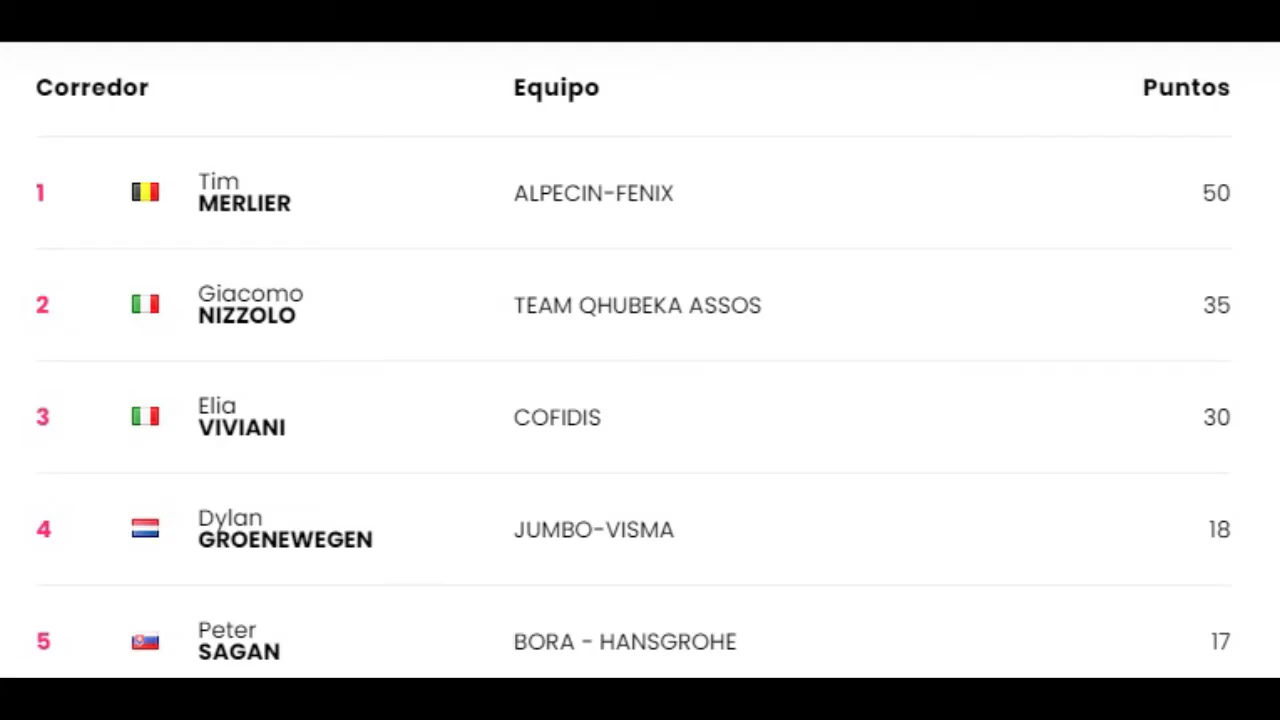 Corredor Equipo Puntos
1 Tim MERLIER ALPECIN-FENIX 50
2 Giacomo NIZZOLO TEAM QHUBEKA ASSOS 35
3 Elia VIVIANI COFIDIS 30
4 Dylan GROENEWEGEN JUMBO-VISMA 18
5 Peter SAGAN BORA - HANSGROHE 17